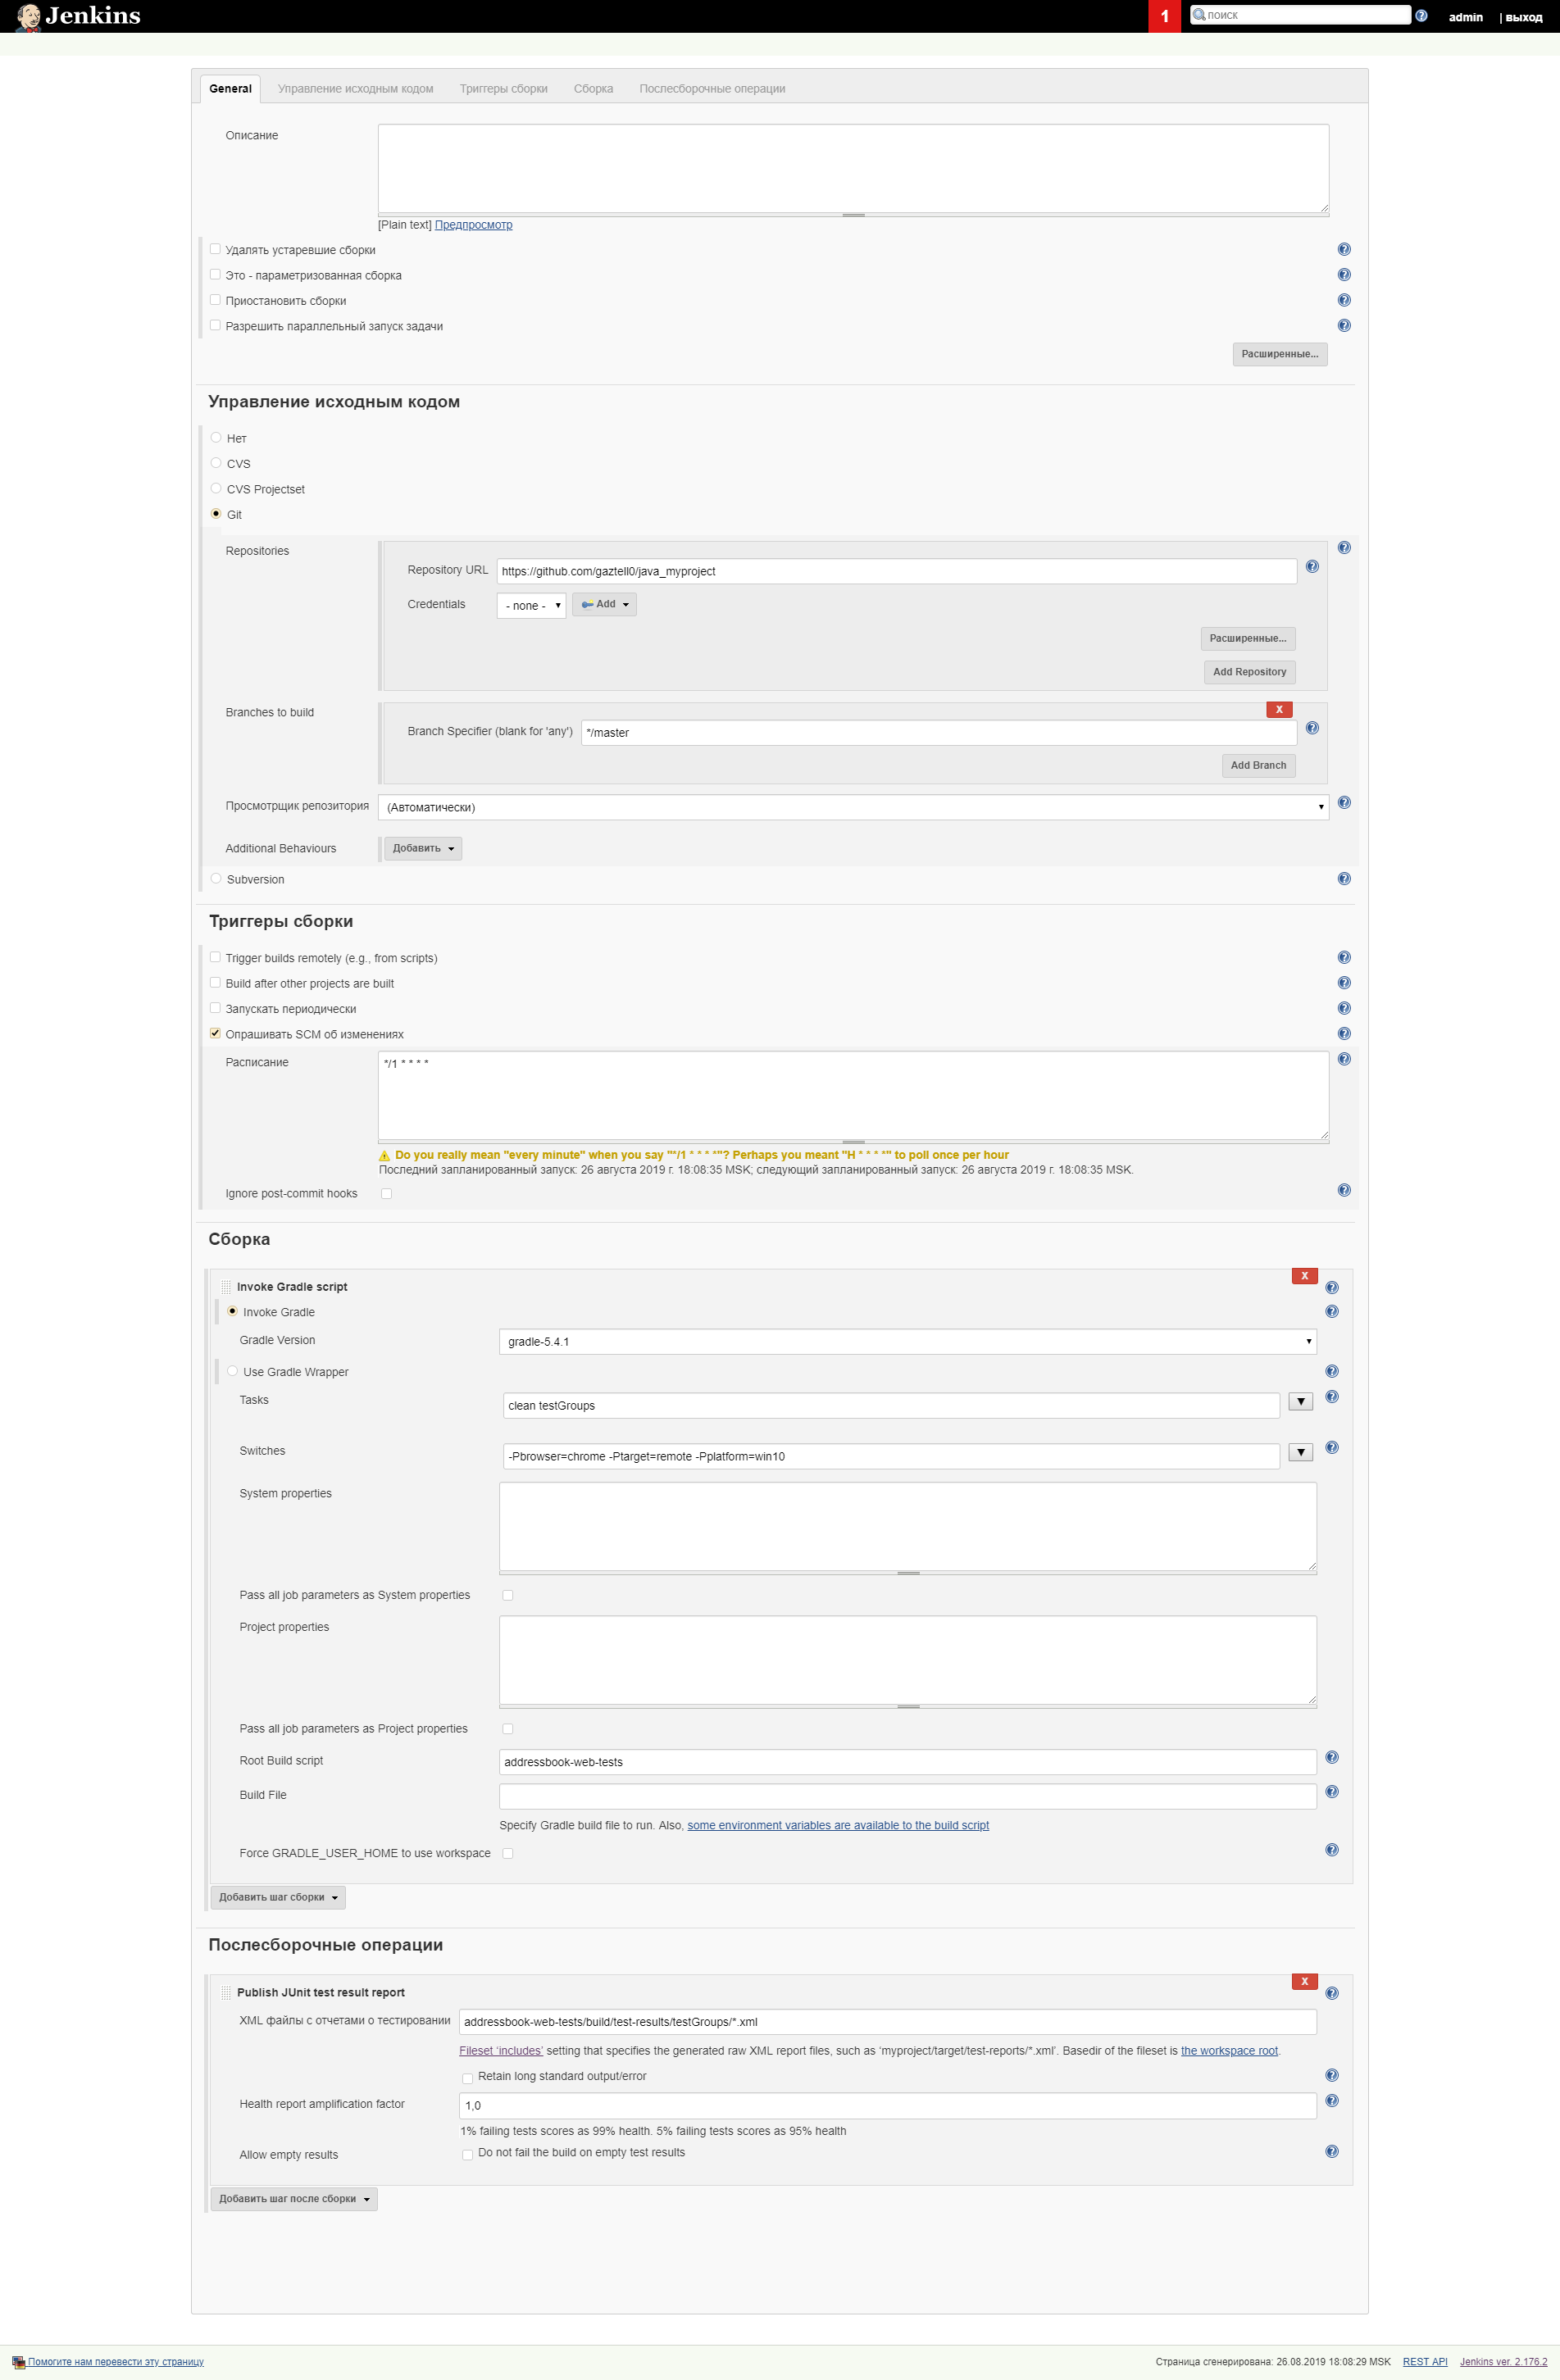 Jenkins
1
поиск
admin
| выход
General
Управление исходным кодом
Триггеры сборки
Сборка
Послесборочные операции
Описание
[Plain text] Предпросмотр
Удалять устаревшие сборки
Это - параметризованная сборка
Приостановить сборки
Разрешить параллельный запуск задачи
Расширенные...
Управление исходным кодом
Нет
CVS
CVS Projectset
Git
Repositories
Repository URL
https://github.com/gaztell0/java_myproject
Credentials
- none -
Add
Расширенные...
Add Repository
Branches to build
X
Branch Specifier (blank for 'any')
*/master
Add Branch
Просмотрщик репозитория
(Автоматически)
Additional Behaviours
Добавить
Subversion
Триггеры сборки
Trigger builds remotely (e.g., from scripts)
Build after other projects are built
Запускать периодически
Опрашивать SCM об изменениях
Расписание
*/1 * * * *
Do you really mean "every minute" when you say "*/1 * * * *"? Perhaps you meant "H * * * *" to poll once per hour
Последний запланированный запуск: 26 августа 2019 г. 18:08:35 MSK; следующий запланированный запуск: 26 августа 2019 г. 18:08:35 MSK.
Ignore post-commit hooks
Сборка
X
Invoke Gradle script
Invoke Gradle
Gradle Version
gradle-5.4.1
Use Gradle Wrapper
Tasks
clean testGroups
Switches
-Pbrowser=chrome -Ptarget=remote -Pplatform=win10
System properties
Pass all job parameters as System properties
Project properties
Pass all job parameters as Project properties
Root Build script
addressbook-web-tests
Build File
Specify Gradle build file to run. Also, some environment variables are available to the build script
Force GRADLE_USER_HOME to use workspace
Добавить шаг сборки
Послесборочные операции
X
Publish JUnit test result report
XML файлы с отчетами о тестировании
addressbook-web-tests/build/test-results/testGroups/*.xml
Fileset ‘includes’ setting that specifies the generated raw XML report files, such as ‘myproject/target/test-reports/*.xml’. Basedir of the fileset is the workspace root.
Retain long standard output/error
Health report amplification factor
1,0
1% failing tests scores as 99% health. 5% failing tests scores as 95% health
Allow empty results
Do not fail the build on empty test results
Добавить шаг после сборки
Помогите нам перевести эту страницу
Страница сгенерирована: 26.08.2019 18:08:29 MSK
REST API
Jenkins ver. 2.176.2